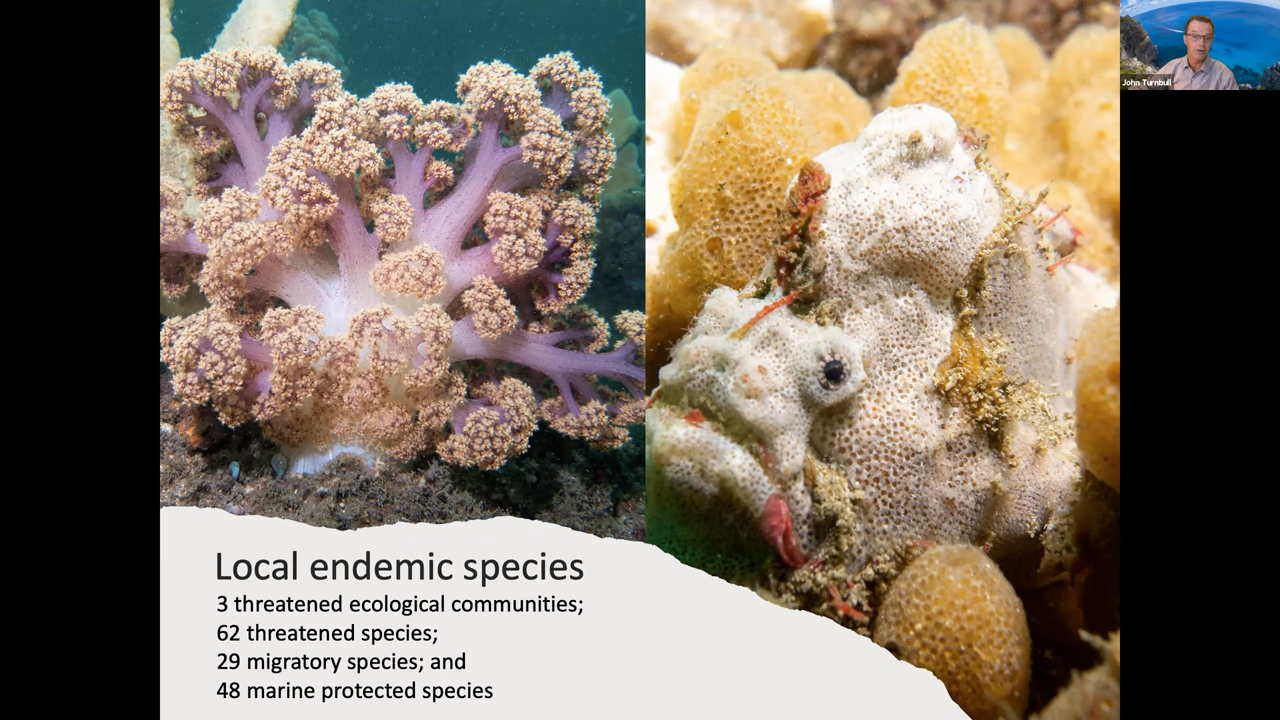 John Turnbull
Local endemic species
3 threatened ecological communities;
62 threatened species;
29 migratory species; and
48 marine protected species